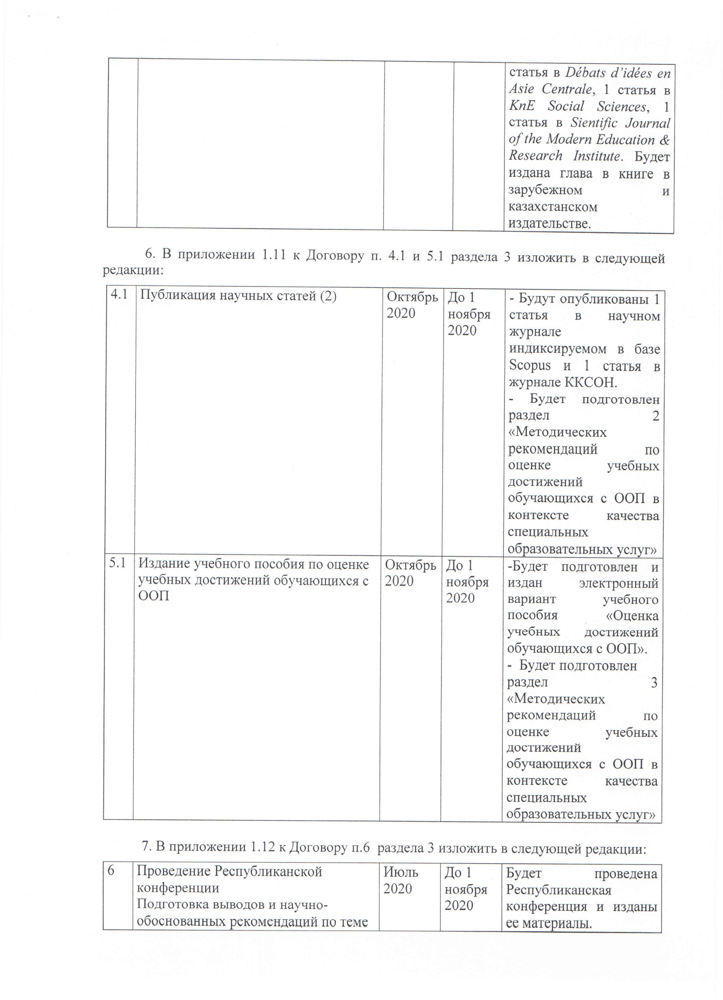 статья в Débats d'idées en
Asie Centrale, 1 статья в
KnE Social Sciences, 1
статья в Sientific Journal
of the Modern Education &
Research Institute. Будет
издана глава в книге в
зарубежном и
казахстанском
издательстве.
6. В приложении 1.11 к Договору п. 4.1 и 5.1 раздела 3 изложить в следующей
редакции:
4.1
Публикация научных статей (2)
Октябрь
2020
До 1
ноября
2020
- Будут опубликованы 1
статья в научном
журнале
индиксируемом в базе
Scopus и 1 статья в
журнале ККСОН.
- Будет подготовлен
раздел 2
«Методических
рекомендаций по
оценке учебных
достижений
обучающихся с ООП в
контексте качества
специальных
образовательных услуг»
5.1
Издание учебного пособия по оценке
учебных достижений обучающихся с
ООП
Октябрь
2020
До 1
ноября
2020
-Будет подготовлен и
издан электронный
вариант учебного
пособия «Оценка
учебных достижений
обучающихся с ООП».
- Будет подготовлен
раздел 3
«Методических
рекомендаций по
оценке учебных
достижений
обучающихся с ООП в
контексте качества
специальных
образовательных услуг»
7. В приложении 1.12 к Договору п.6 раздела 3 изложить в следующей редакции:
6
Проведение Республиканской
конференции
Подготовка выводов и научно-
обоснованных рекомендаций по теме
Июль
2020
До 1
ноября
2020
Будет проведена
Республиканская
конференция и изданы
ее материалы.